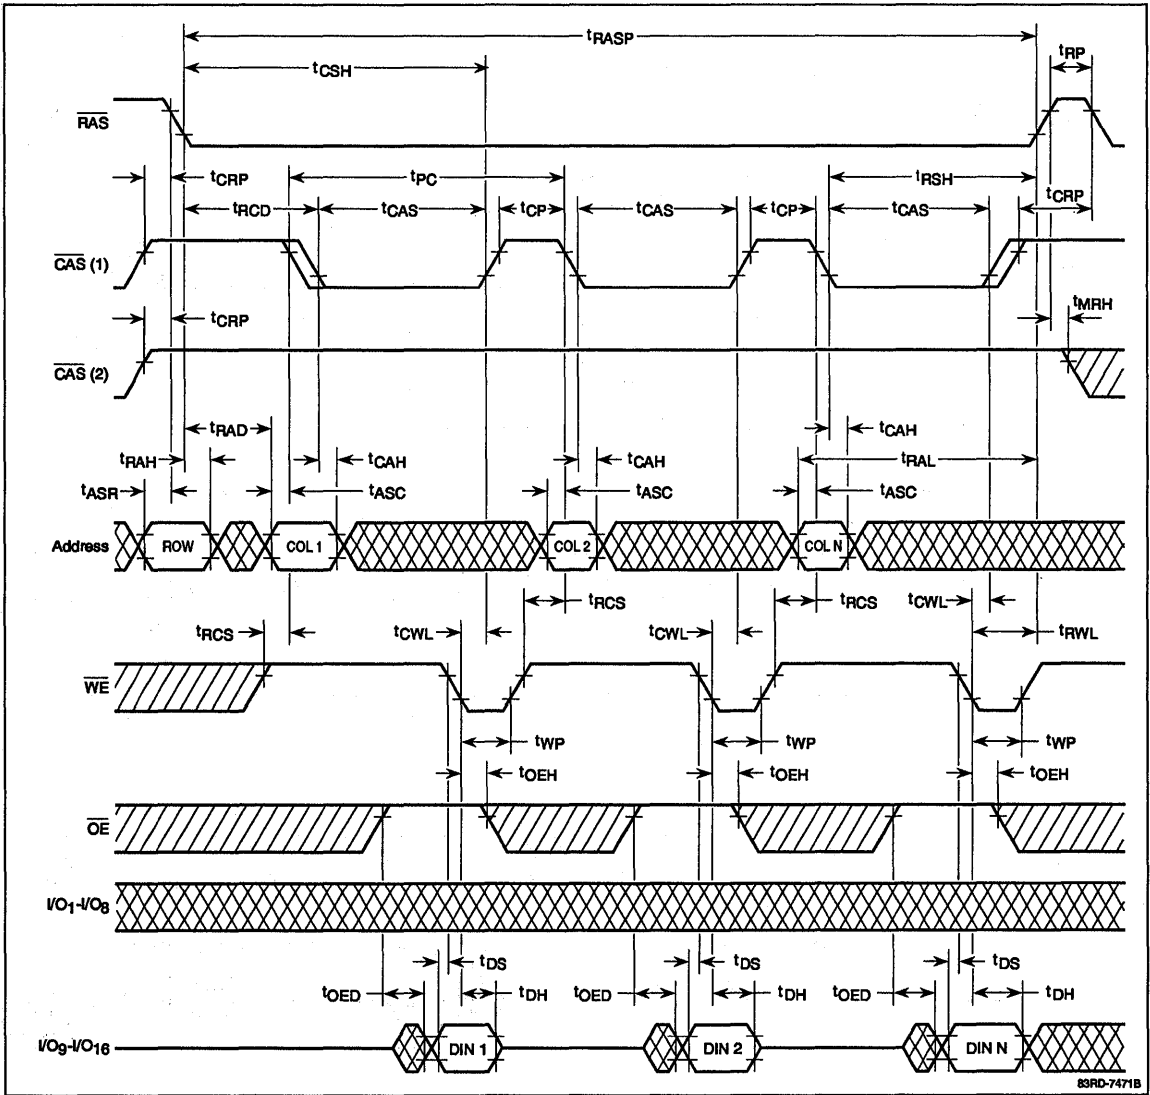 tRASP
tCSH
tRP
RAS
tCRP
tPC
tRSH
tRCD
tCAS
tCP
tCAS
tCP
tCAS
tCRP
CAS (1)
tCRP
tMRH
CAS (2)
tRAD
tCAH
tRAH
tCAH
tCAH
tRAL
tASR
tASC
tASC
tASC
Address
ROW
COL 1
COL 2
COL N
tRCS
tRCS
tCWL
tRCS
tCWL
tCWL
tRWL
WE
tWP
tWP
tWP
tOEH
tOEH
tOEH
OE
I/O1-I/O8
tDS
tDS
tDS
tOED
tDH
tOED
tDH
tOED
tDH
I/O9-I/O16
DIN 1
DIN 2
DIN N
83RD-7471B